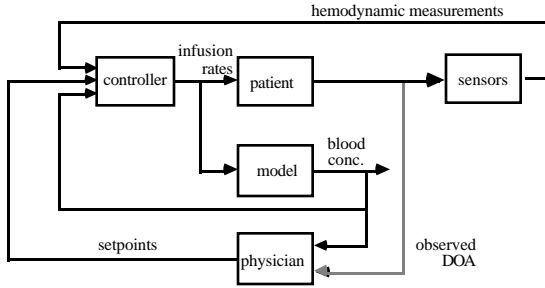 hemodynamic measurements
infusion
rates
controller
patient
sensors
blood
conc.
model
setpoints
physician
observed
DOA